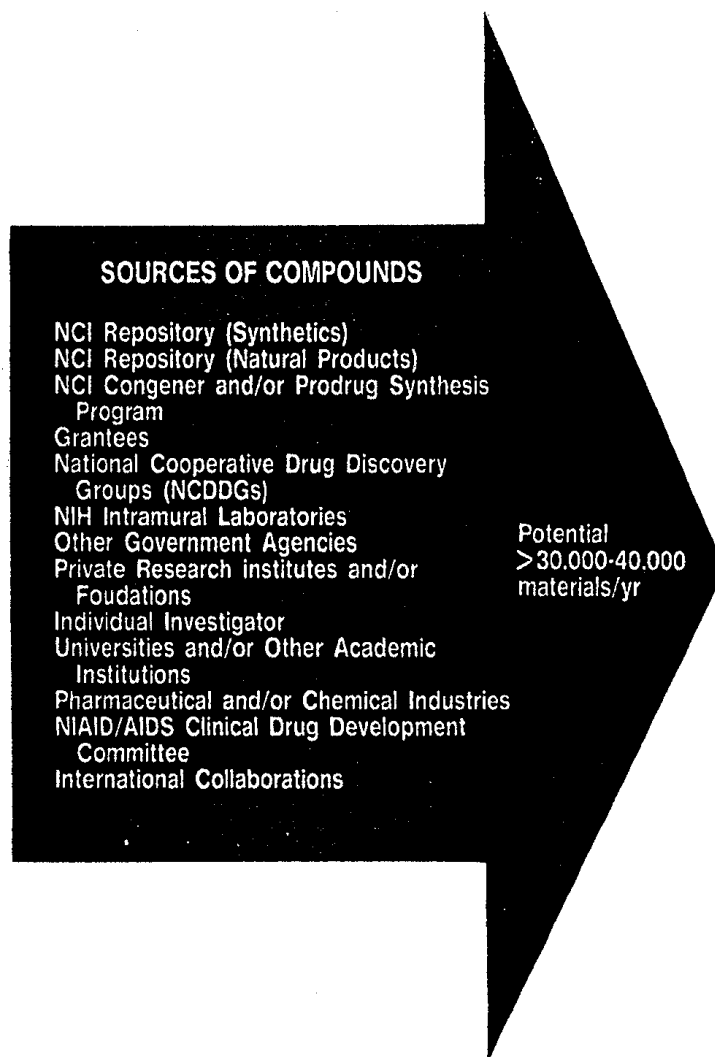 SOURCES OF COMPOUNDS
NCI Repository (Synthetics)
NCI Repository (Natural Products)
NCI Congener and/or Prodrug Synthesis
Program
Grantees
National Cooperative Drug Discovery
Groups (NCDDGs)
NIH Intramural Laboratories
Other Government Agencies
Private Research institutes and/or
Foudations
Individual Investigator
Universities and/or Other Academic
Institutions
Pharmaceutical and/or Chemical Industries
NIAID/AIDS Clinical Drug Development
Committee
International Collaborations
Potential
>30.000-40.000
materials/yr